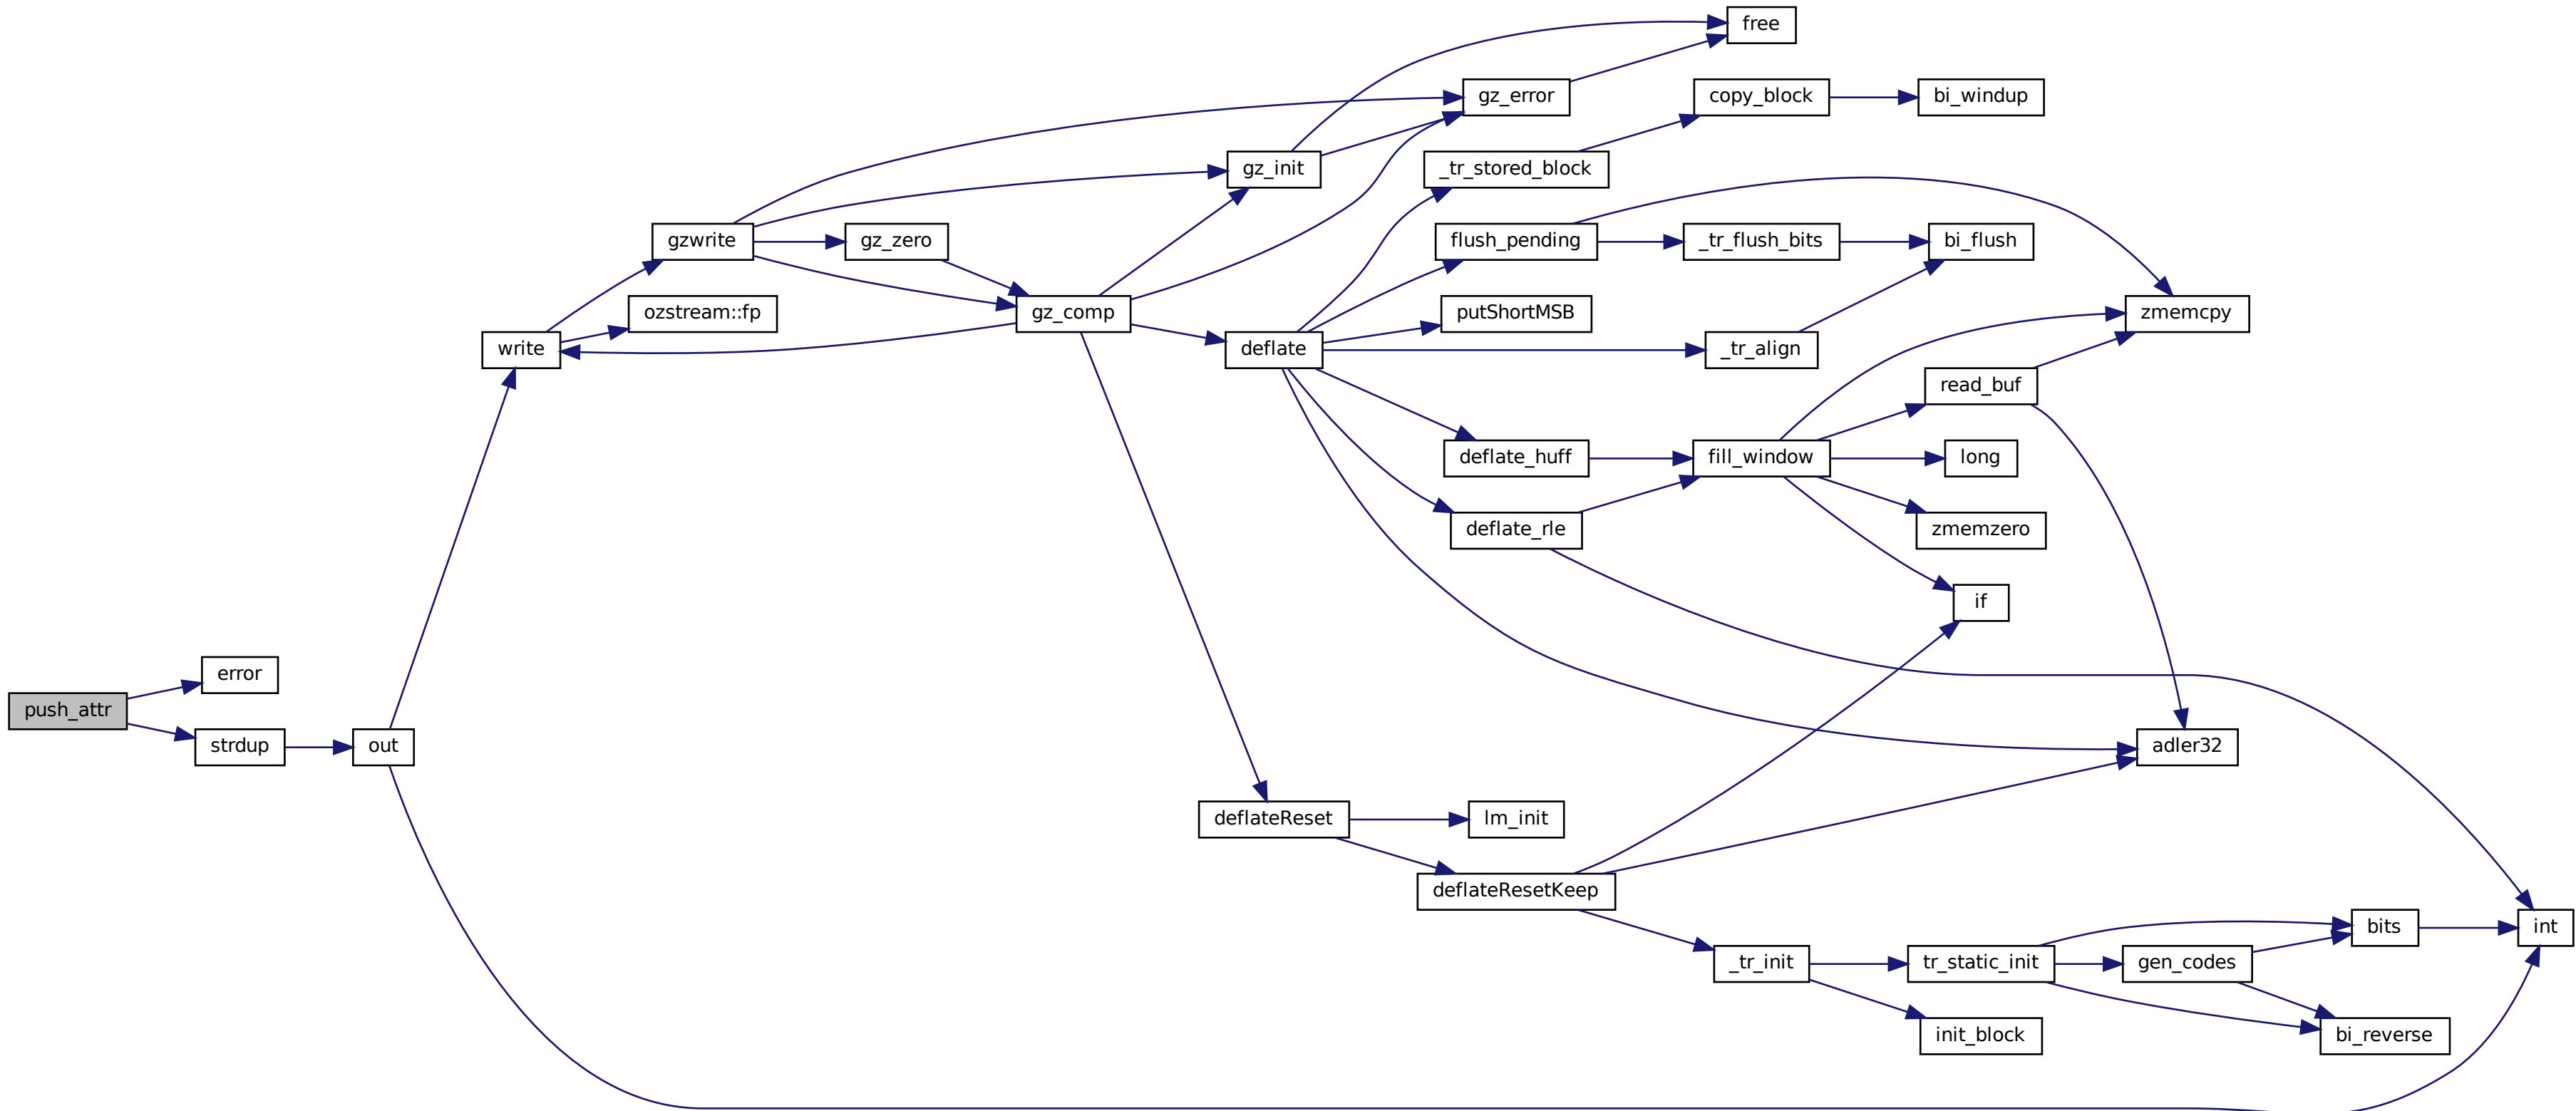 free
gz_error
copy_block
bi_windup
gz_init
_tr_stored_block
gzwrite
gz_zero
flush_pending
_tr_flush_bits
bi_flush
ozstream::fp
gz_comp
putShortMSB
zmemcpy
write
deflate
_tr_align
read_buf
deflate_huff
fill_window
long
deflate_rle
zmemzero
if
error
push_attr
strdup
out
adler32
deflateReset
lm_init
deflateResetKeep
bits
int
_tr_init
tr_static_init
gen_codes
init_block
bi_reverse